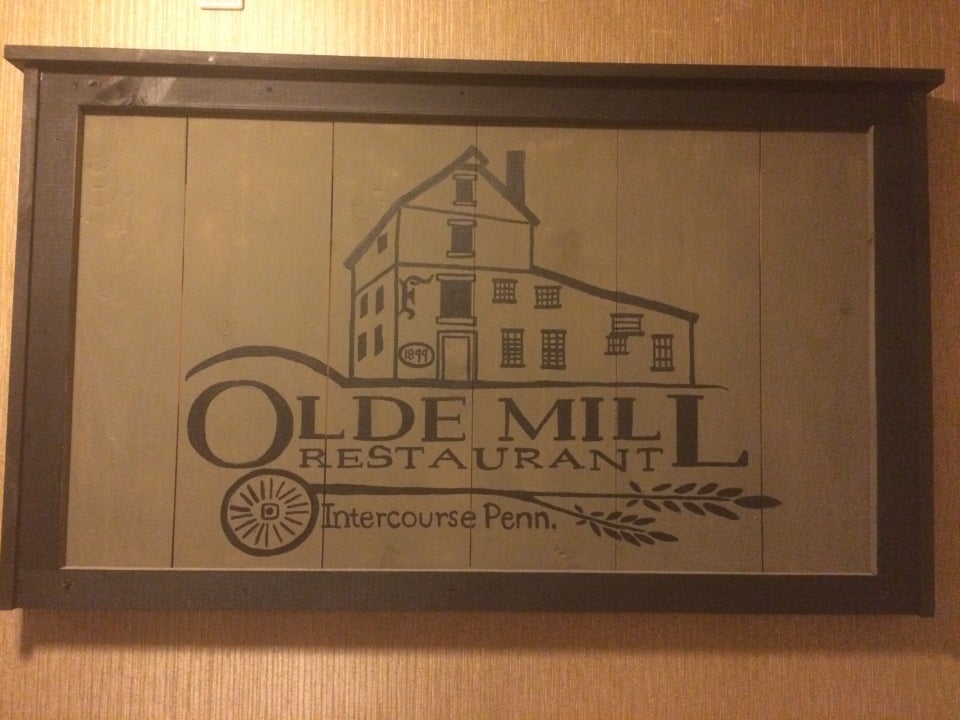 F
1899
OLDE MILL
RESTAURANT
Intercourse Penn.